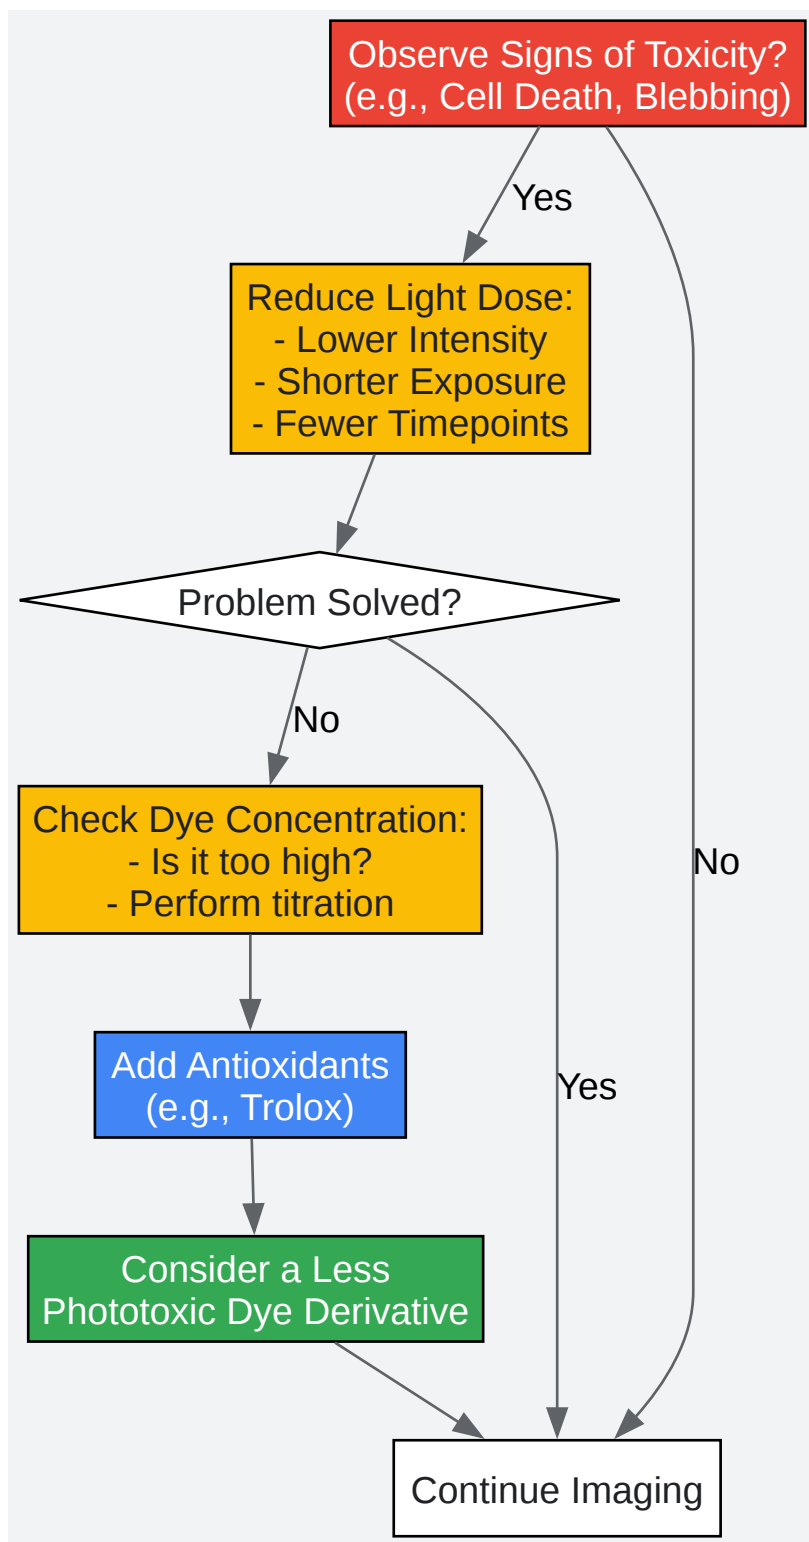 Observe Signs of Toxicity?
(e.g., Cell Death, Blebbing)
Yes
Reduce Light Dose:
- Lower Intensity
- Shorter Exposure
- Fewer Timepoints
Problem Solved?
No
Check Dye Concentration:
- Is it too high?
- Perform titration
No
Add Antioxidants
(e.g., Trolox)
Yes
Consider a Less
Phototoxic Dye Derivative
Continue Imaging